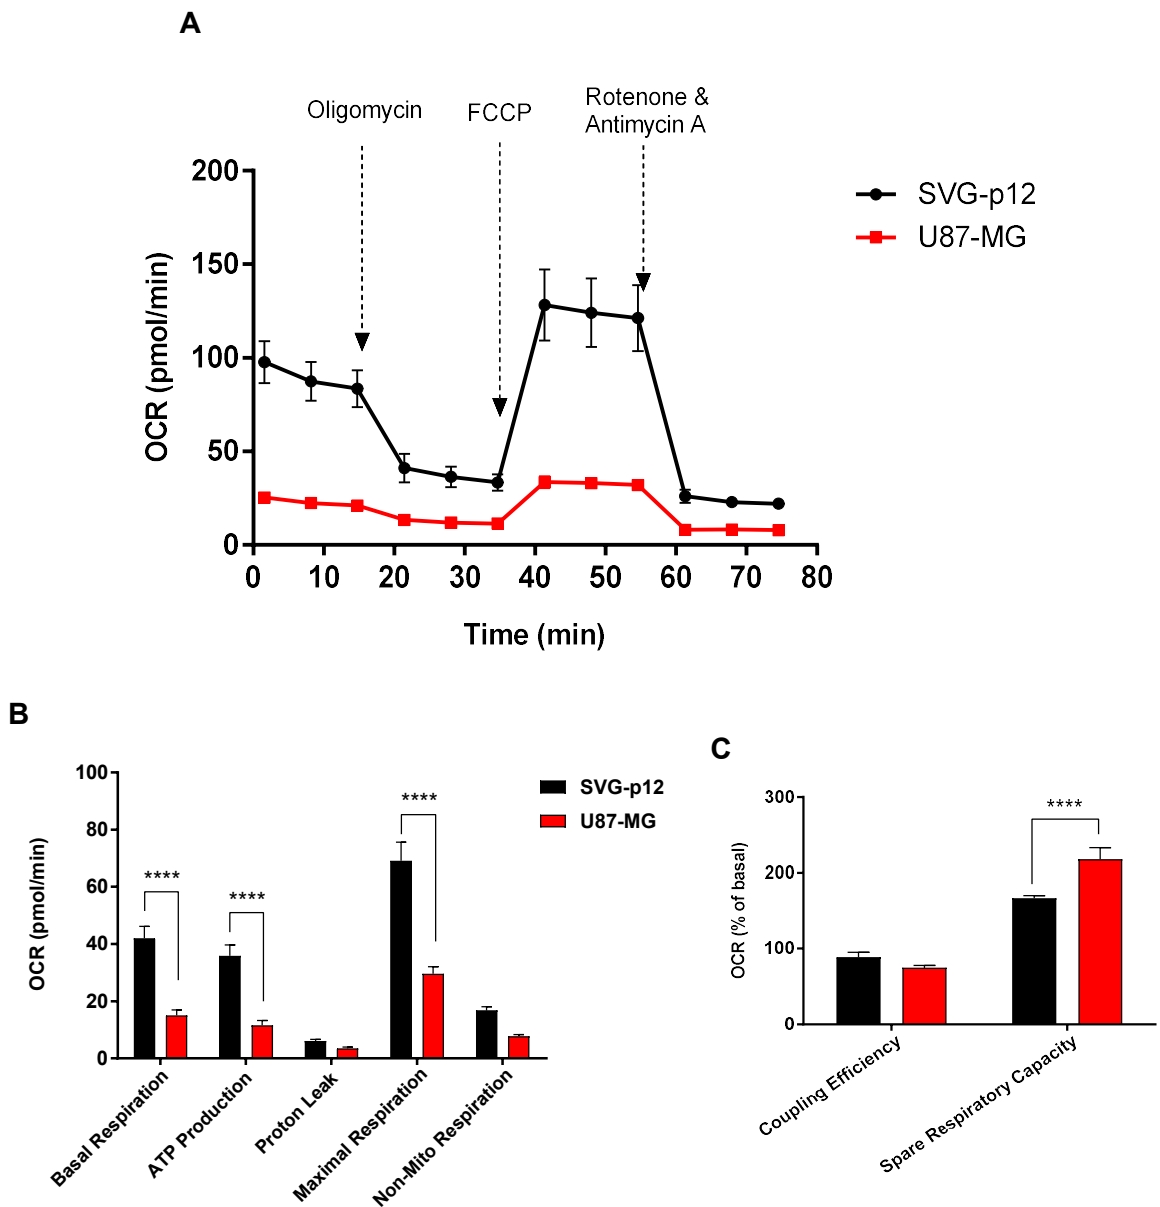 A
Oligomycin
FCCP
Rotenone &
Antimycin A
200
150
100
50
0
OCR (pmol/min)
0 10 20 30 40 50 60 70 80
Time (min)
SVG-p12
U87-MG
B
100
80
60
40
20
0
OCR (pmol/min)
****
****
****
SVG-p12
U87-MG
Basal Respiration
ATP Production
Proton Leak
Maximal Respiration
Non-Mito Respiration
C
300
200
100
0
OCR (% of basal)
****
Coupling Efficiency
Spare Respiratory Capacity